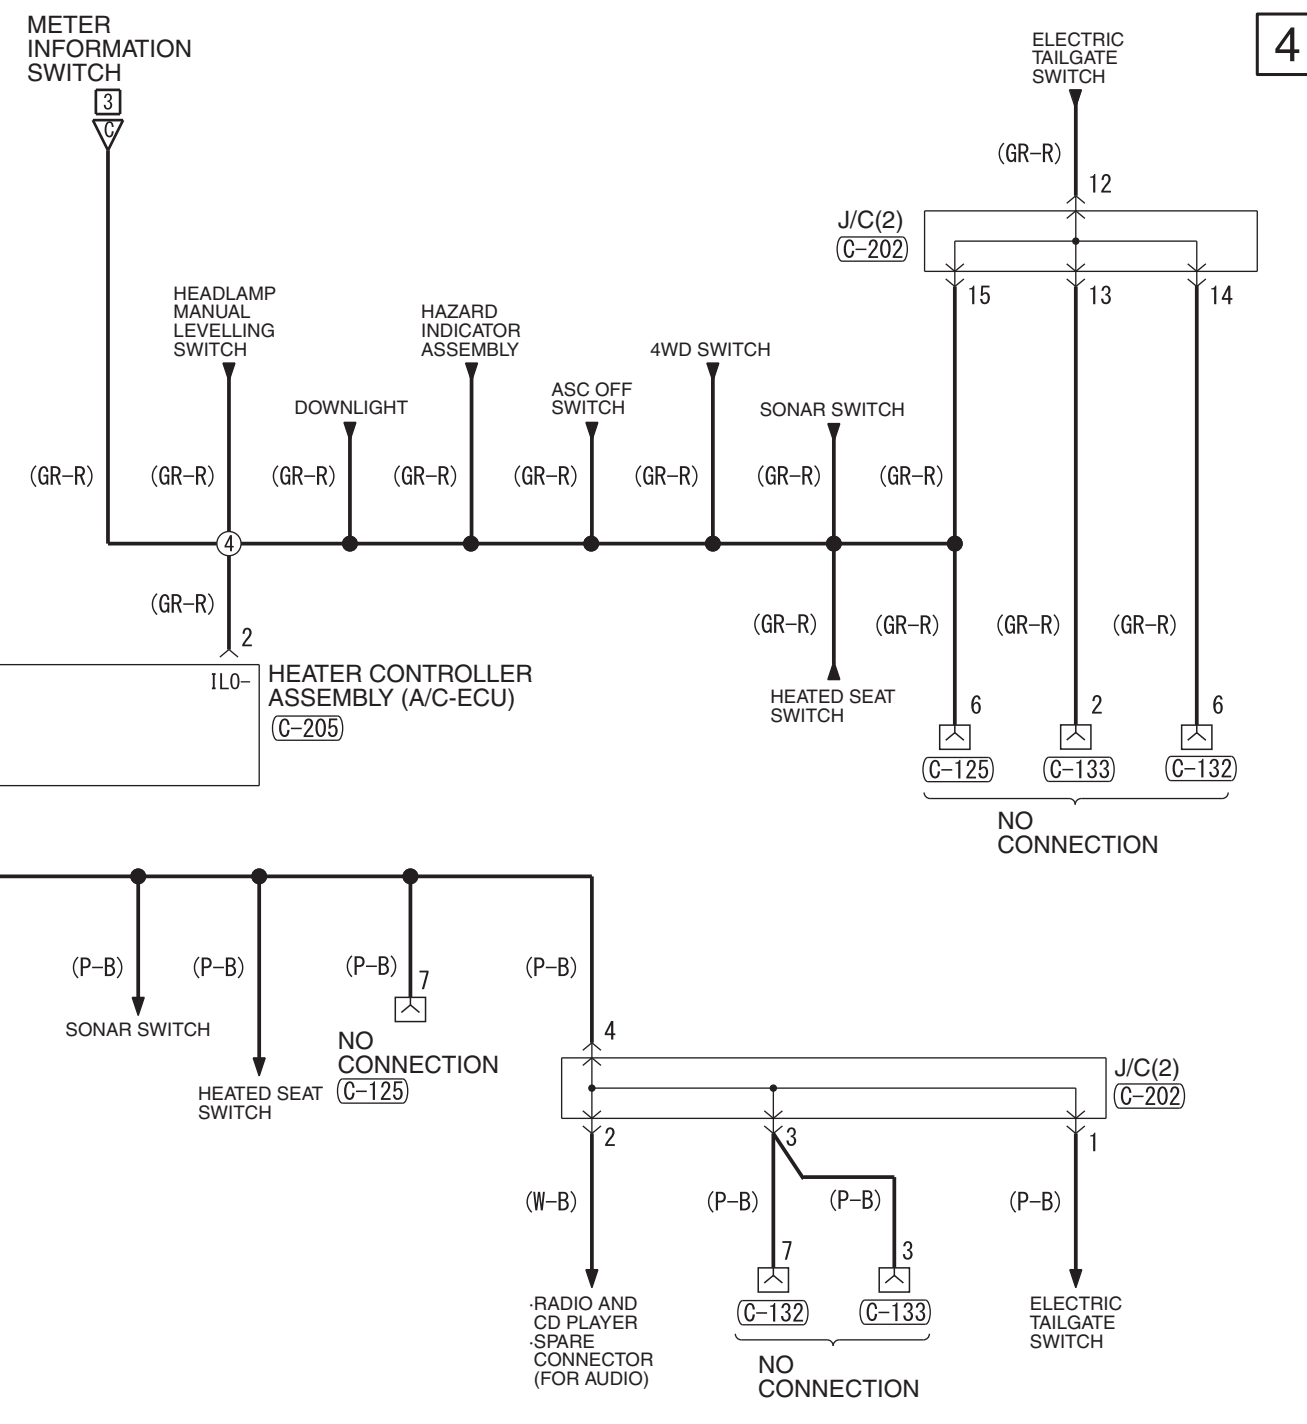 METER
INFORMATION
SWITCH
3
C
4
ELECTRIC
TAILGATE
SWITCH
(GR-R)
12
J/C(2)
C-202
15
13
14
HEADLAMP
MANUAL
LEVELLING
SWITCH
DOWNLIGHT
HAZARD
INDICATOR
ASSEMBLY
ASC OFF
SWITCH
4WD SWITCH
SONAR SWITCH
(GR-R) (GR-R) (GR-R) (GR-R) (GR-R) (GR-R) (GR-R) (GR-R)
4
(GR-R)
2
ILO-
HEATER CONTROLLER
ASSEMBLY (A/C-ECU)
C-205
(GR-R) (GR-R) (GR-R) (GR-R)
HEATED SEAT
SWITCH
6 2 6
C-125 C-133 C-132
NO
CONNECTION
(P-B) (P-B) (P-B) (P-B)
7
SONAR SWITCH
HEATED SEAT
SWITCH
NO
CONNECTION
C-125
4
J/C(2)
C-202
2 3 1
(W-B) (P-B) (P-B) (P-B)
7 3
·RADIO AND
CD PLAYER
·SPARE
CONNECTOR
(FOR AUDIO)
C-132 C-133
NO
CONNECTION
ELECTRIC
TAILGATE
SWITCH